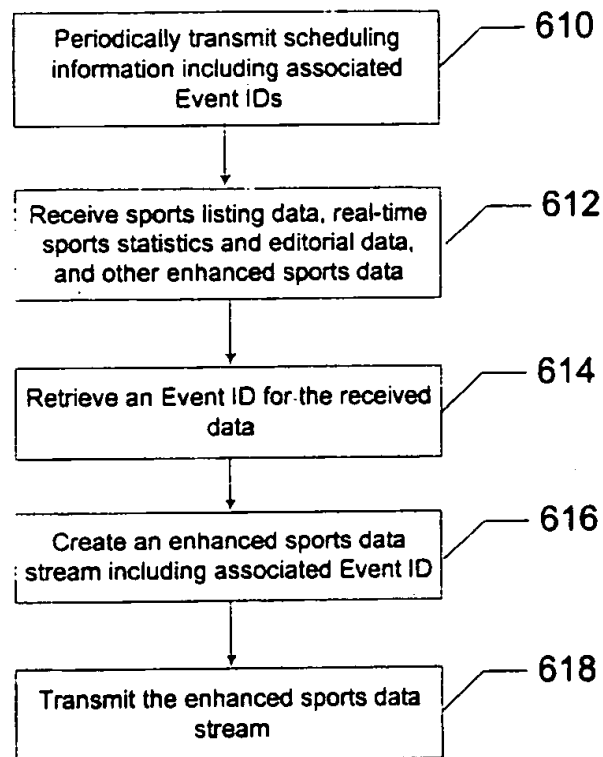 Periodically transmit scheduling
information including associated
Event IDs
610
Receive sports listing data, real-time
sports statistics and editorial data,
and other enhanced sports data
612
Retrieve an Event ID for the received
data
614
Create an enhanced sports data
stream including associated Event ID
616
Transmit the enhanced sports data
stream
618